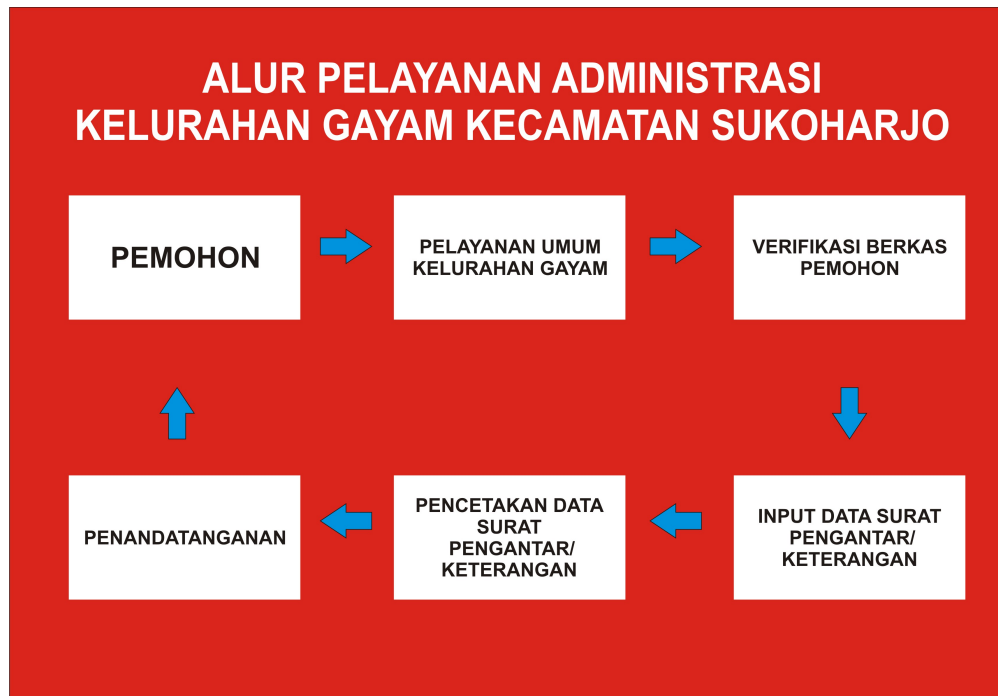 ALUR PELAYANAN ADMINISTRASI
KELURAHAN GAYAM KECAMATAN SUKOHARJO
PEMOHON
PELAYANAN UMUM
KELURAHAN GAYAM
VERIFIKASI BERKAS
PEMOHON
INPUT DATA SURAT
PENGANTAR/
KETERANGAN
PENCETAKAN DATA
SURAT
PENGANTAR/
KETERANGAN
PENANDATANGANAN